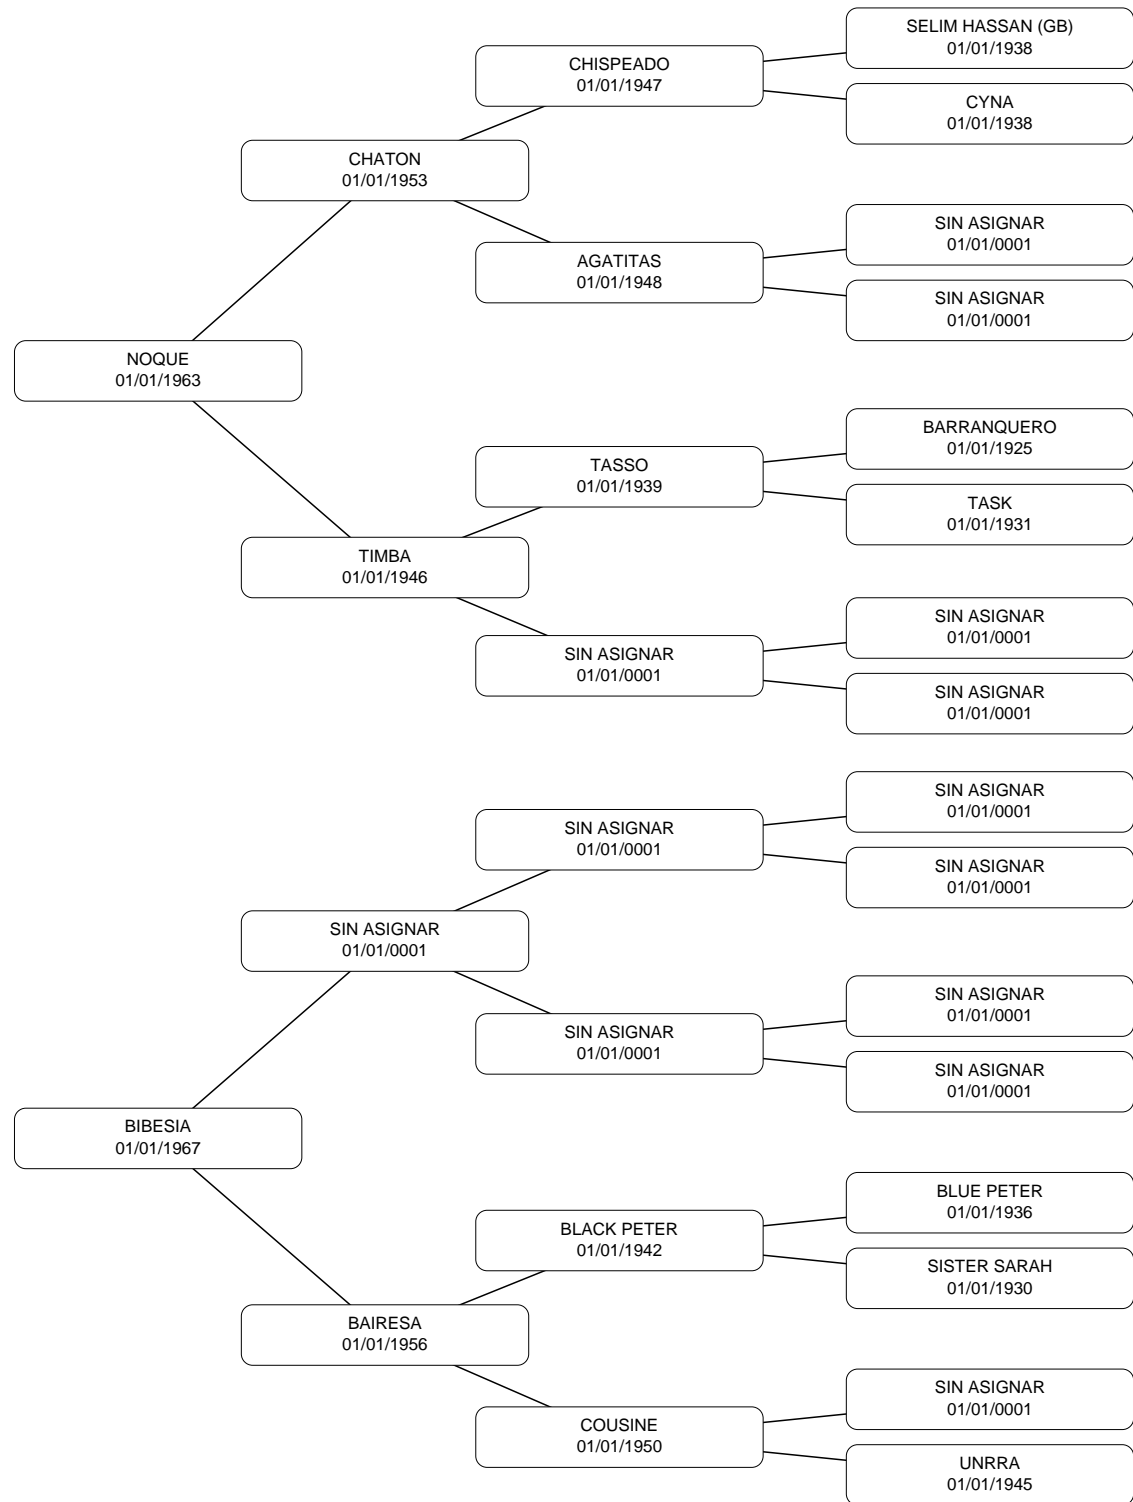 SELIM HASSAN (GB)
01/01/1938
CHISPEADO
01/01/1947
CYNA
01/01/1938
CHATON
01/01/1953
SIN ASIGNAR
01/01/0001
AGATITAS
01/01/1948
SIN ASIGNAR
01/01/0001
NOQUE
01/01/1963
BARRANQUERO
01/01/1925
TASSO
01/01/1939
TASK
01/01/1931
TIMBA
01/01/1946
SIN ASIGNAR
01/01/0001
SIN ASIGNAR
01/01/0001
SIN ASIGNAR
01/01/0001
SIN ASIGNAR
01/01/0001
SIN ASIGNAR
01/01/0001
SIN ASIGNAR
01/01/0001
SIN ASIGNAR
01/01/0001
SIN ASIGNAR
01/01/0001
SIN ASIGNAR
01/01/0001
SIN ASIGNAR
01/01/0001
BIBESIA
01/01/1967
BLUE PETER
01/01/1936
BLACK PETER
01/01/1942
SISTER SARAH
01/01/1930
BAIRESA
01/01/1956
SIN ASIGNAR
01/01/0001
COUSINE
01/01/1950
UNRRA
01/01/1945